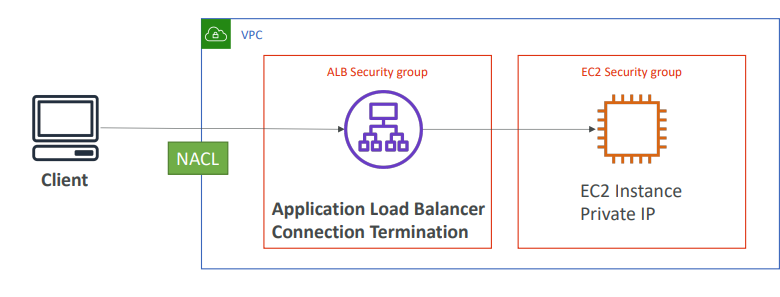 VPC
ALB Security group
EC2 Security group
NACL
Client
Application Load Balancer
Connection Termination
EC2 Instance
Private IP